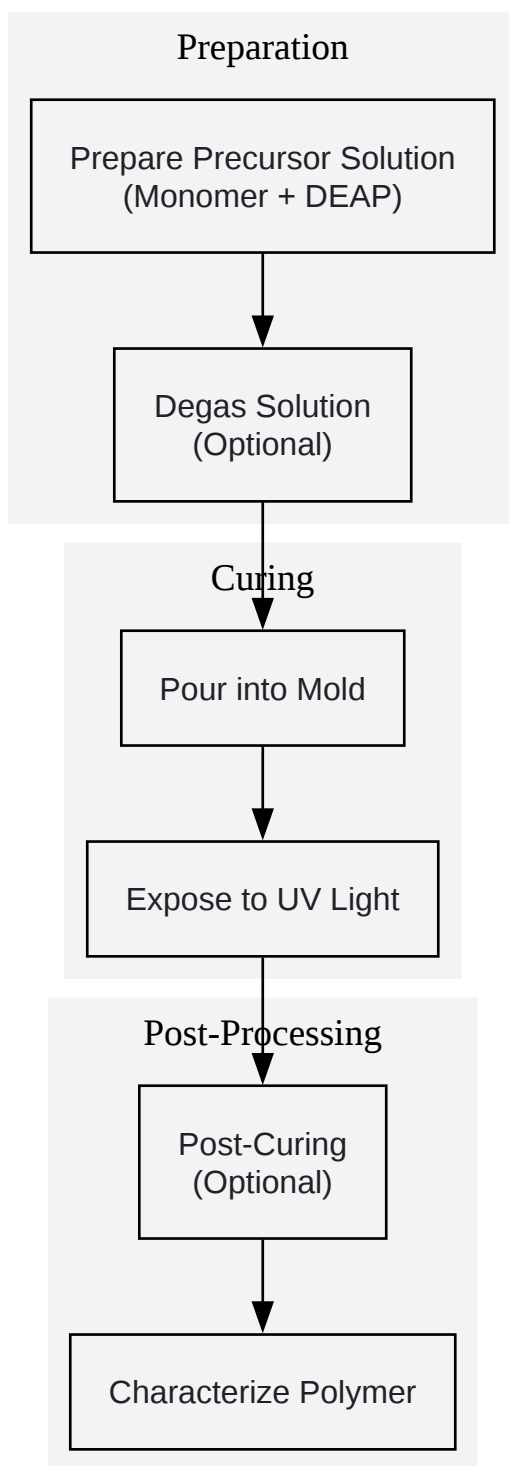 Preparation
Prepare Precursor Solution
(Monomer + DEAP)
Degas Solution
(Optional)
Curing
Pour into Mold
Expose to UV Light
Post-Processing
Post-Curing
(Optional)
Characterize Polymer